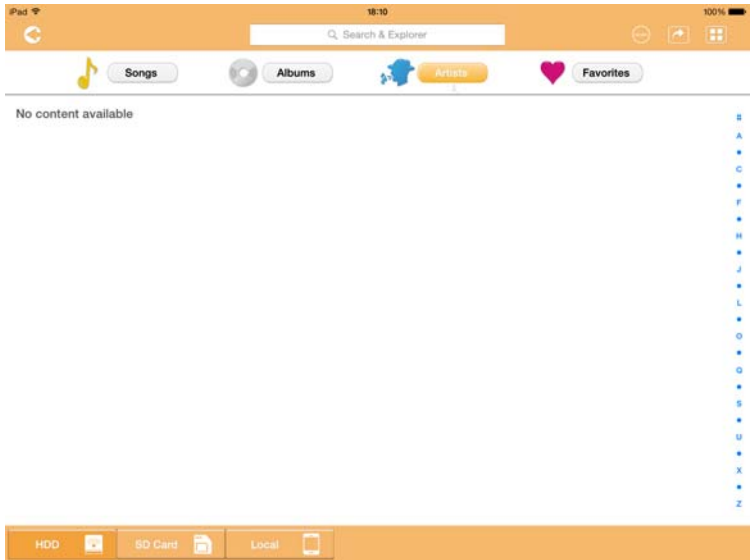 iPad 18:10 100%
Search & Explorer
Songs Albums Artists Favorites
No content available
#
A
C
F
H
J
L
O
Q
S
U
X
Z
HDD SD Card Local